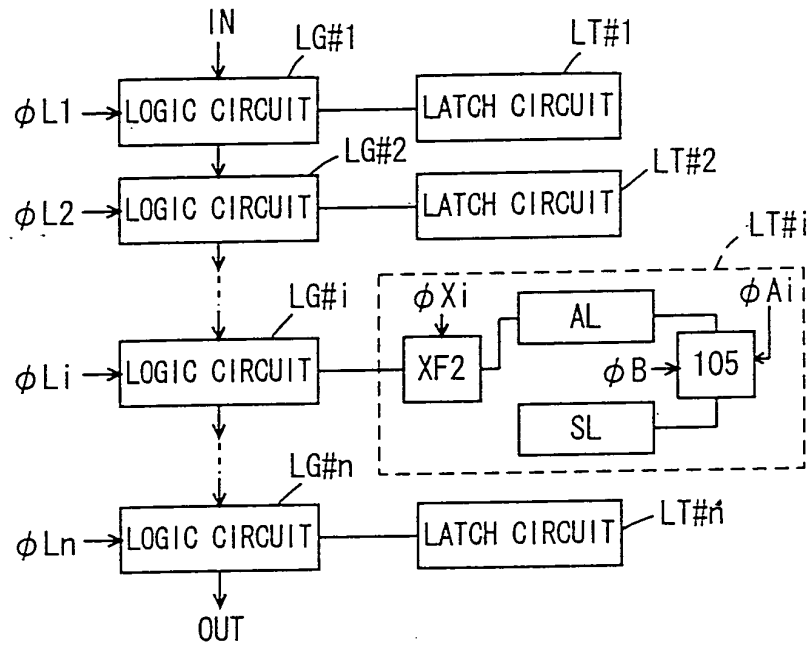 IN
LG#1
LT#1
φL1
LOGIC CIRCUIT
LATCH CIRCUIT
LG#2
LT#2
φL2
LOGIC CIRCUIT
LATCH CIRCUIT
LT#i
LG#i
φXi
AL
φAi
φLi
LOGIC CIRCUIT
XF2
φB
105
SL
LG#n
LT#n
φLn
LOGIC CIRCUIT
LATCH CIRCUIT
OUT